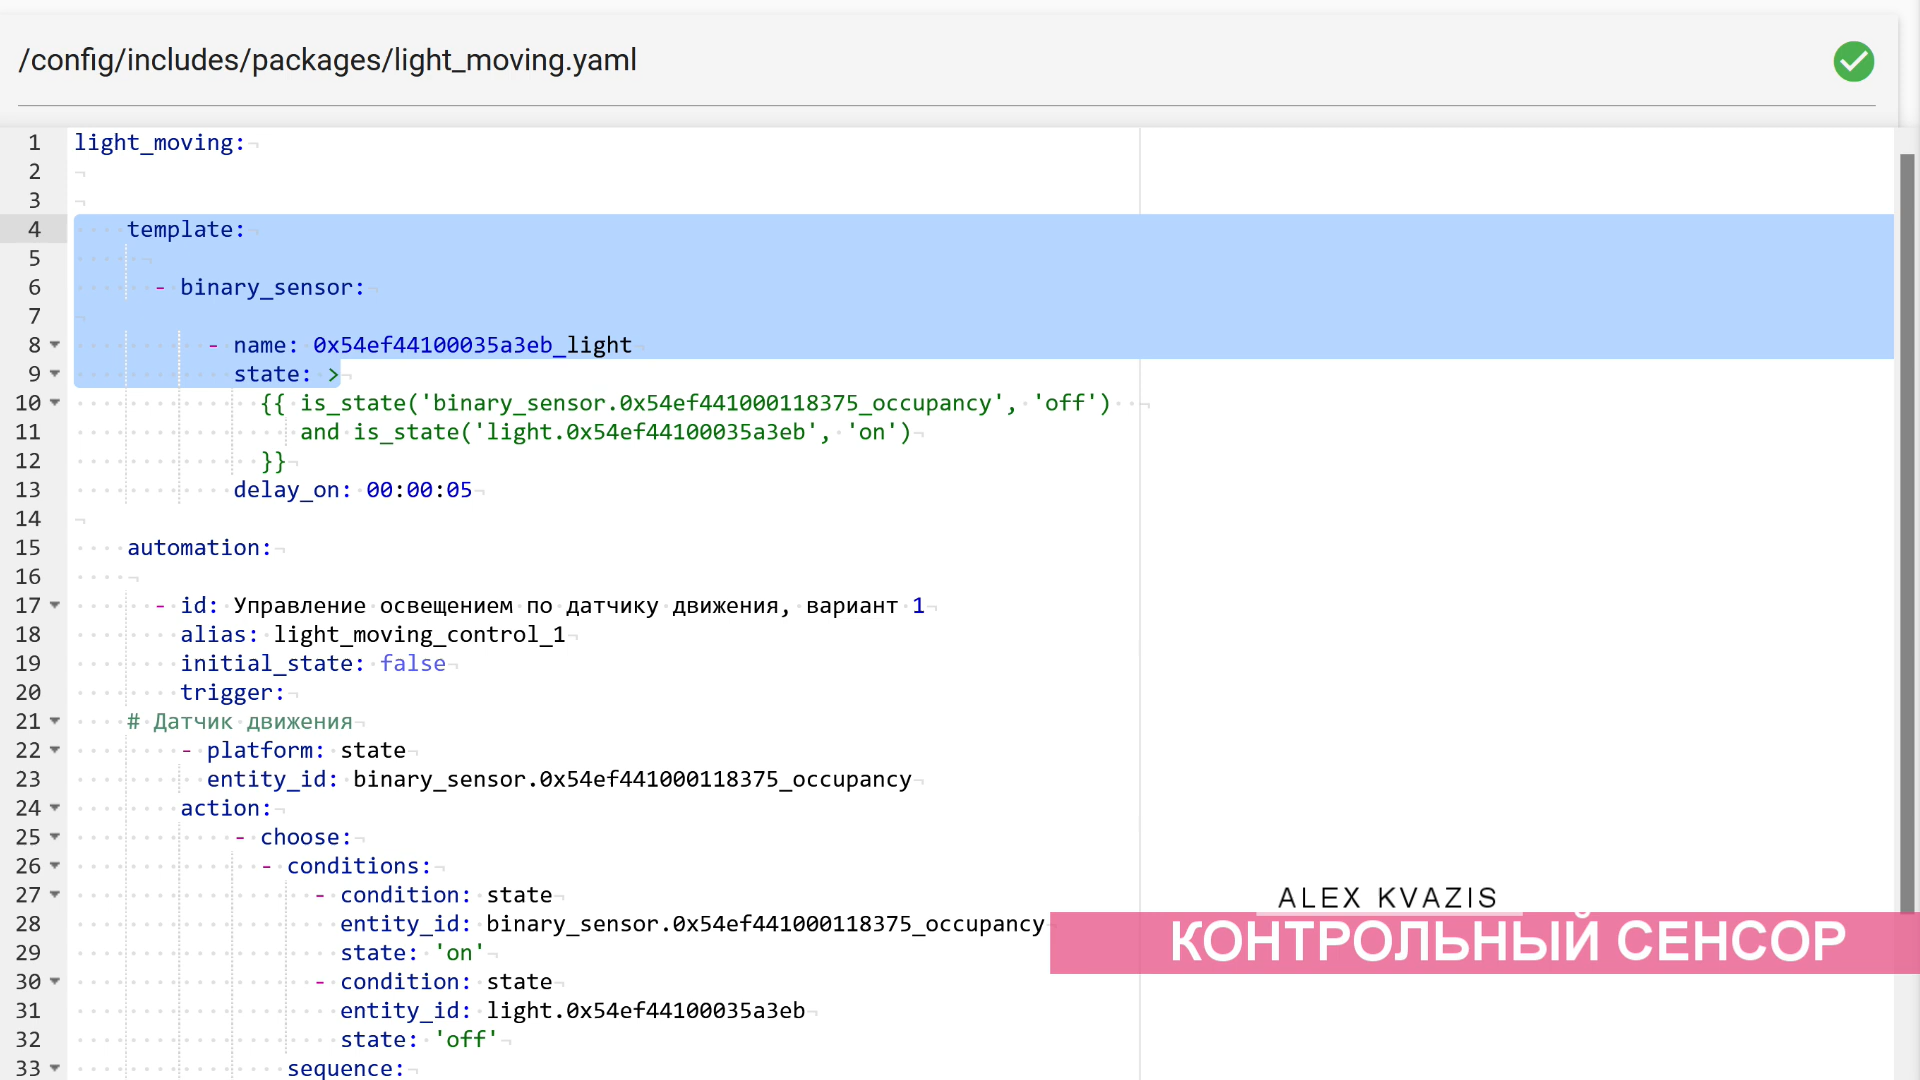 /config/includes/packages/light_moving.yaml
1 light_moving:
2
3
4 template:
5
6 - binary_sensor:
7
8 - name: 0x54ef44100035a3eb_light
9 state: >
10 {{ is_state('binary_sensor.0x54ef441000118375_occupancy', 'off')
11 and is_state('light.0x54ef44100035a3eb', 'on')
12 }}
13 delay_on: 00:00:05
14
15 automation:
16
17 - id: Управление освещением по датчику движения, вариант 1
18 alias: light_moving_control_1
19 initial_state: false
20 trigger:
21 # Датчик движения
22 - platform: state
23 entity_id: binary_sensor.0x54ef441000118375_occupancy
24 action:
25 - choose:
26 - conditions:
27 - condition: state
28 entity_id: binary_sensor.0x54ef441000118375_occupancy
29 state: 'on'
30 - condition: state
31 entity_id: light.0x54ef44100035a3eb
32 state: 'off'
33 sequence:
ALEX KVAZIS
КОНТРОЛЬНЫЙ СЕНСОР